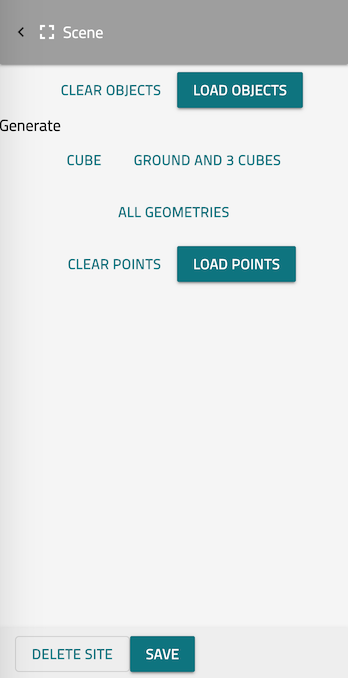 Scene
CLEAR OBJECTS LOAD OBJECTS
Generate
CUBE GROUND AND 3 CUBES
ALL GEOMETRIES
CLEAR POINTS LOAD POINTS
DELETE SITE SAVE